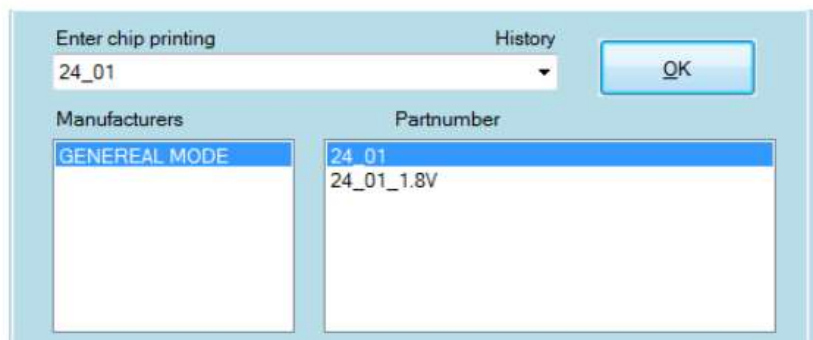 Enter chip printing History
24_01
OK
Manufacturers Partnumber
GENEREAL MODE 24_01
24_01_1.8V